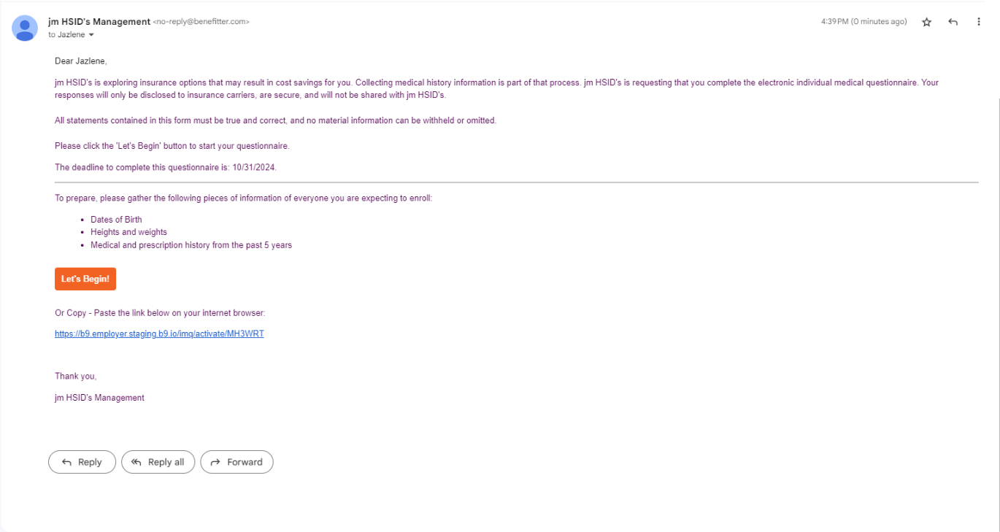 jm HSID's Management <no-reply@benefitter.com>
4:39 PM (0 minutes ago)
to Jazlene
Dear Jazlene,
jm HSID's is exploring insurance options that may result in cost savings for you. Collecting medical history information is part of that process. jm HSID's is requesting that you complete the electronic individual medical questionnaire. Your
responses will only be disclosed to insurance carriers, are secure, and will not be shared with jm HSID's.
All statements contained in this form must be true and correct, and no material information can be withheld or omitted.
Please click the 'Let's Begin' button to start your questionnaire.
The deadline to complete this questionnaire is: 10/31/2024.
To prepare, please gather the following pieces of information of everyone you are expecting to enroll:
• Dates of Birth
• Heights and weights
• Medical and prescription history from the past 5 years
Let's Begin!
Or Copy - Paste the link below on your internet browser:
https://b9.employer.staging.b9.io/imq/activate/MH3WRT
Thank you,
jm HSID's Management
Reply
Reply all
Forward